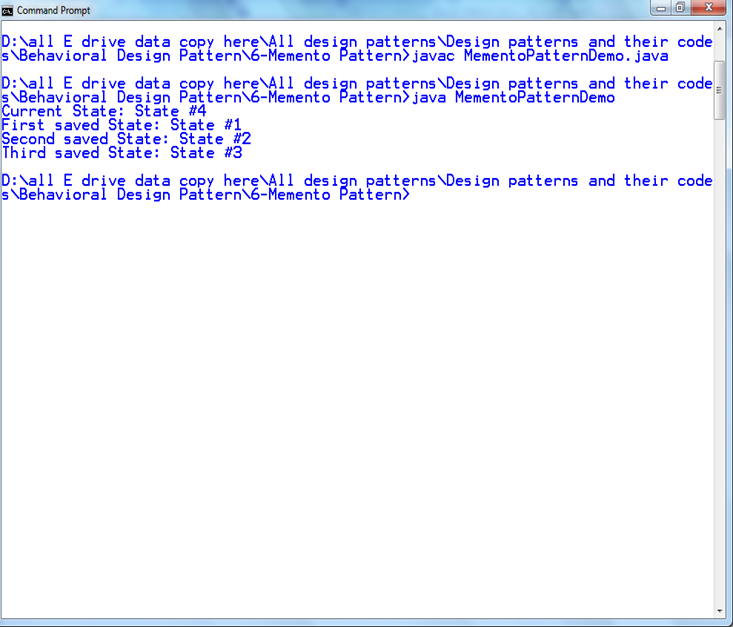 Command Prompt
D:\all E drive data copy here\All design patterns\Design patterns and their code
s\Behavioral Design Pattern\6-Memento Pattern>javac MementoPatternDemo.java
D:\all E drive data copy here\All design patterns\Design patterns and their code
s\Behavioral Design Pattern\6-Memento Pattern>java MementoPatternDemo
Current State: State #4
First saved State: State #1
Second saved State: State #2
Third saved State: State #3
D:\all E drive data copy here\All design patterns\Design patterns and their code
s\Behavioral Design Pattern\6-Memento Pattern>